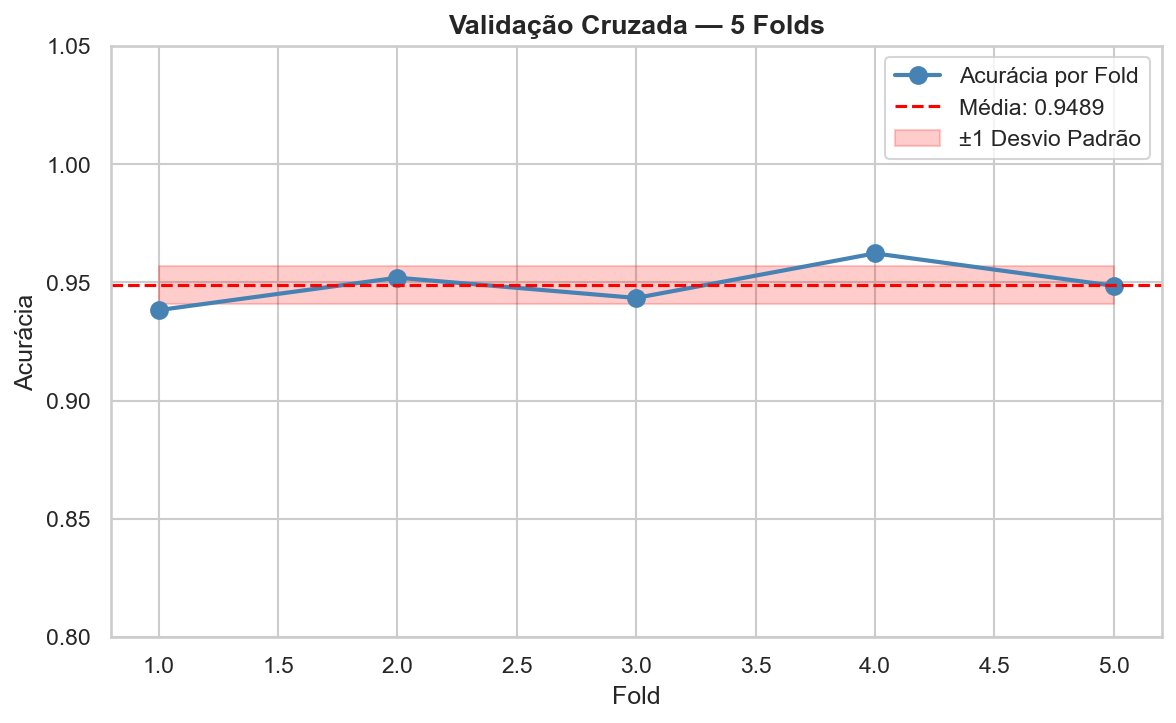 Validação Cruzada — 5 Folds
1.05
1.00
0.95
0.90
0.85
0.80
Acurácia
Acurácia por Fold
Média: 0.9489
±1 Desvio Padrão
1.0 1.5 2.0 2.5 3.0 3.5 4.0 4.5 5.0
Fold